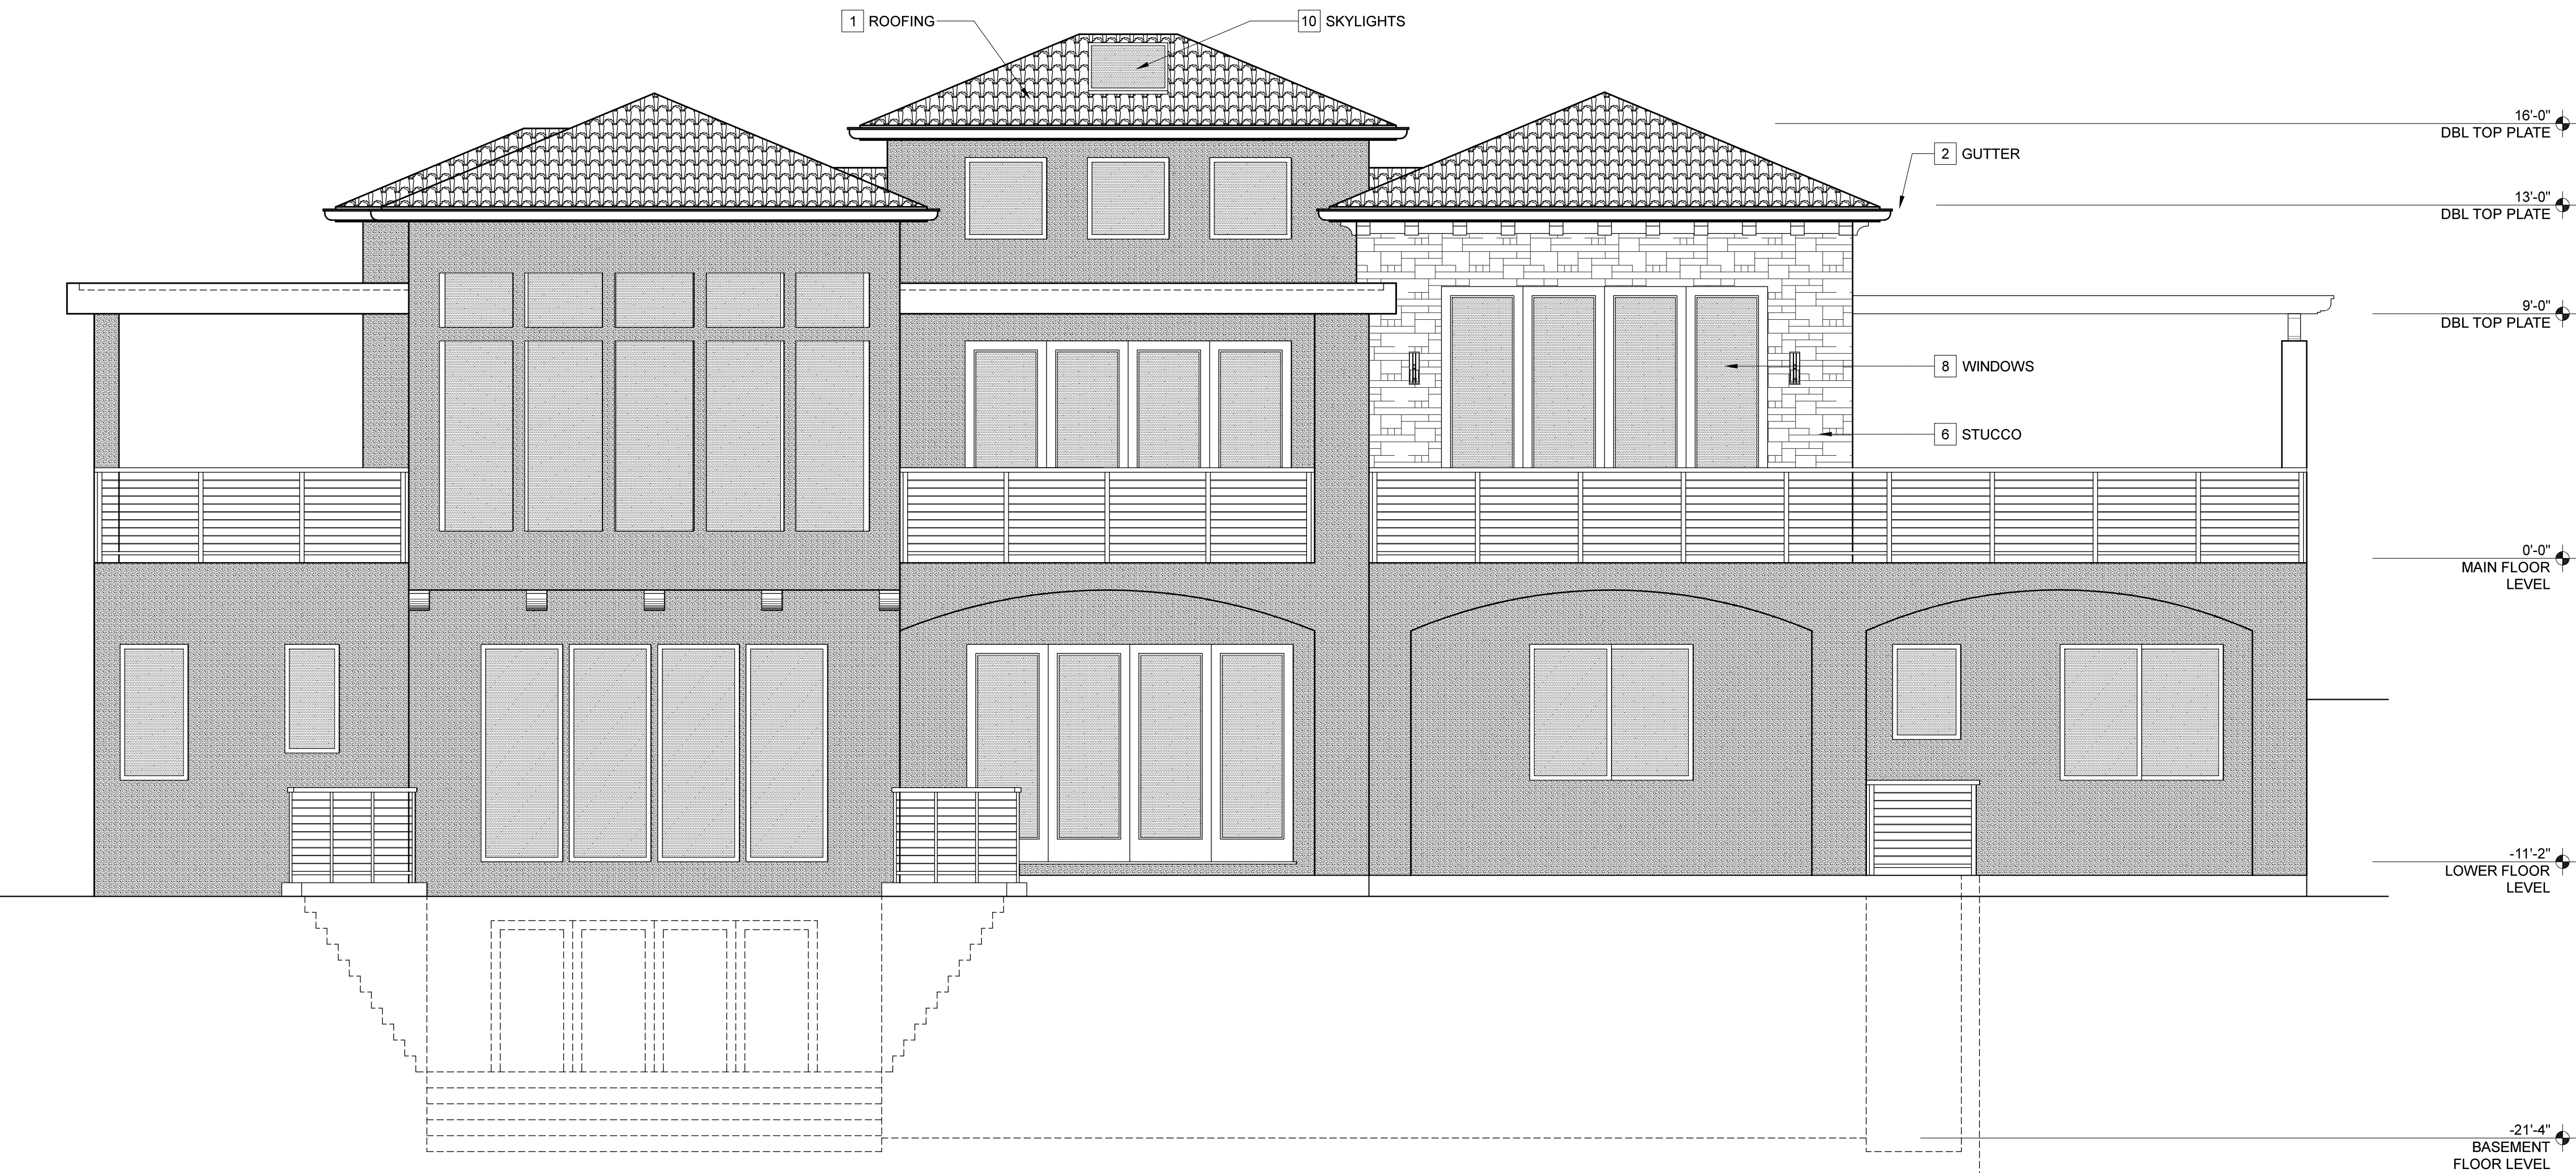 1 ROOFING
10 SKYLIGHTS
16'-0"
DBL TOP PLATE
2 GUTTER
13'-0"
DBL TOP PLATE
9'-0"
DBL TOP PLATE
8 WINDOWS
6 STUCCO
0'-0"
MAIN FLOOR
LEVEL
-11'-2"
LOWER FLOOR
LEVEL
-21'-4"
BASEMENT
FLOOR LEVEL